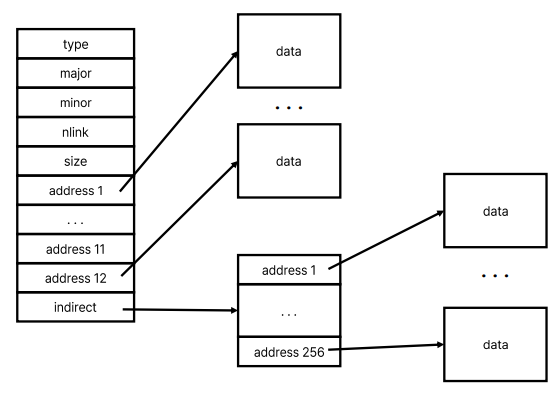 type
major
minor
nlink
size
address 1
...
address 11
address 12
indirect
data
...
data
address 1
...
address 256
data
...
data